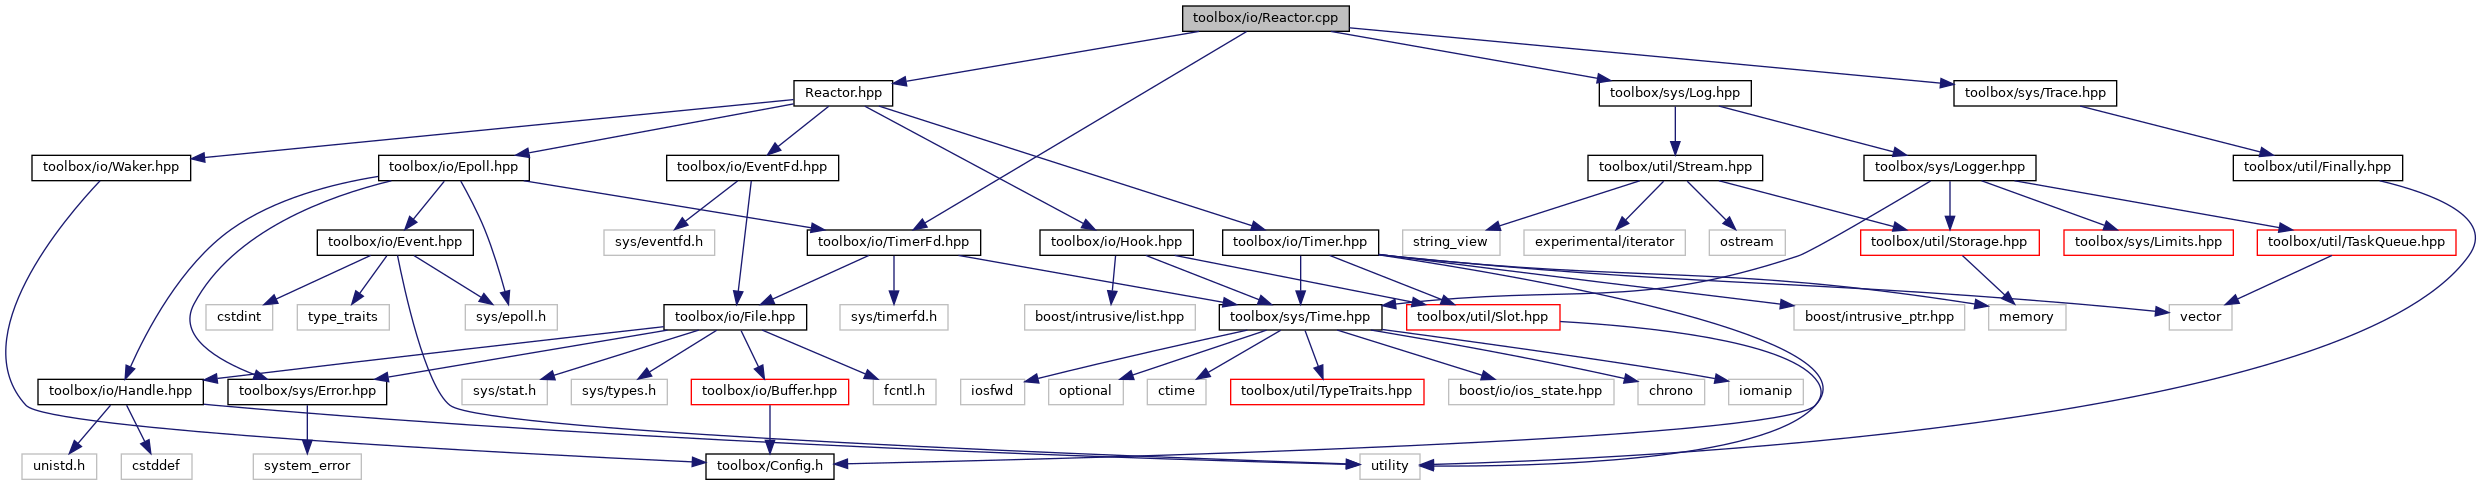 toolbox/io/Reactor.cpp
Reactor.hpp
toolbox/sys/Log.hpp
toolbox/sys/Trace.hpp
toolbox/io/Waker.hpp
toolbox/io/Epoll.hpp
toolbox/io/EventFd.hpp
toolbox/util/Stream.hpp
toolbox/sys/Logger.hpp
toolbox/util/Finally.hpp
toolbox/io/Event.hpp
sys/eventfd.h
toolbox/io/TimerFd.hpp
toolbox/io/Hook.hpp
toolbox/io/Timer.hpp
string_view
experimental/iterator
ostream
toolbox/util/Storage.hpp
toolbox/sys/Limits.hpp
toolbox/util/TaskQueue.hpp
cstdint
type_traits
sys/epoll.h
toolbox/io/File.hpp
sys/timerfd.h
boost/intrusive/list.hpp
toolbox/sys/Time.hpp
toolbox/util/Slot.hpp
boost/intrusive_ptr.hpp
memory
vector
toolbox/io/Handle.hpp
toolbox/sys/Error.hpp
sys/stat.h
sys/types.h
toolbox/io/Buffer.hpp
fcntl.h
iosfwd
optional
ctime
toolbox/util/TypeTraits.hpp
boost/io/ios_state.hpp
chrono
iomanip
unistd.h
cstddef
system_error
toolbox/Config.h
utility